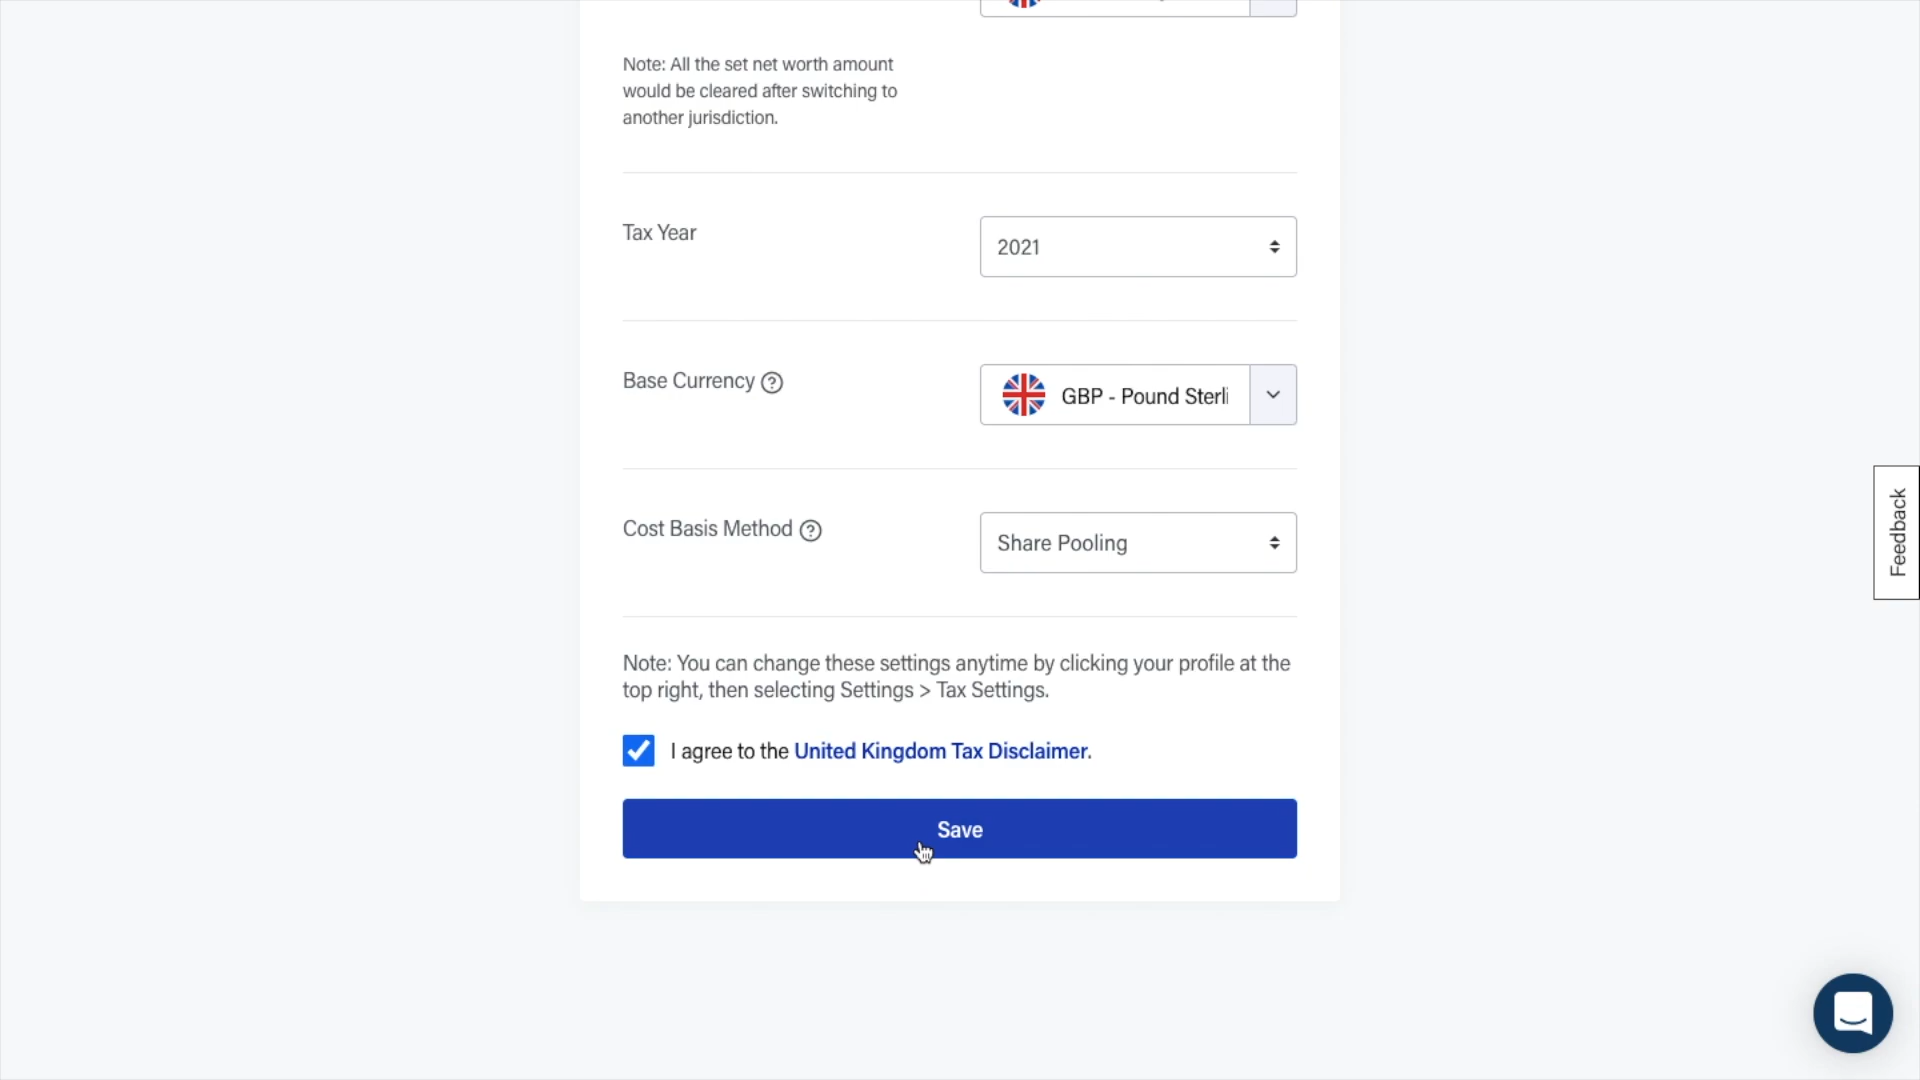 Note: All the set net worth amount
would be cleared after switching to
another jurisdiction.
Tax Year
2021
Base Currency
GBP - Pound Sterli
Cost Basis Method
Share Pooling
Note: You can change these settings anytime by clicking your profile at the
top right, then selecting Settings > Tax Settings.
I agree to the United Kingdom Tax Disclaimer.
Save
Feedback